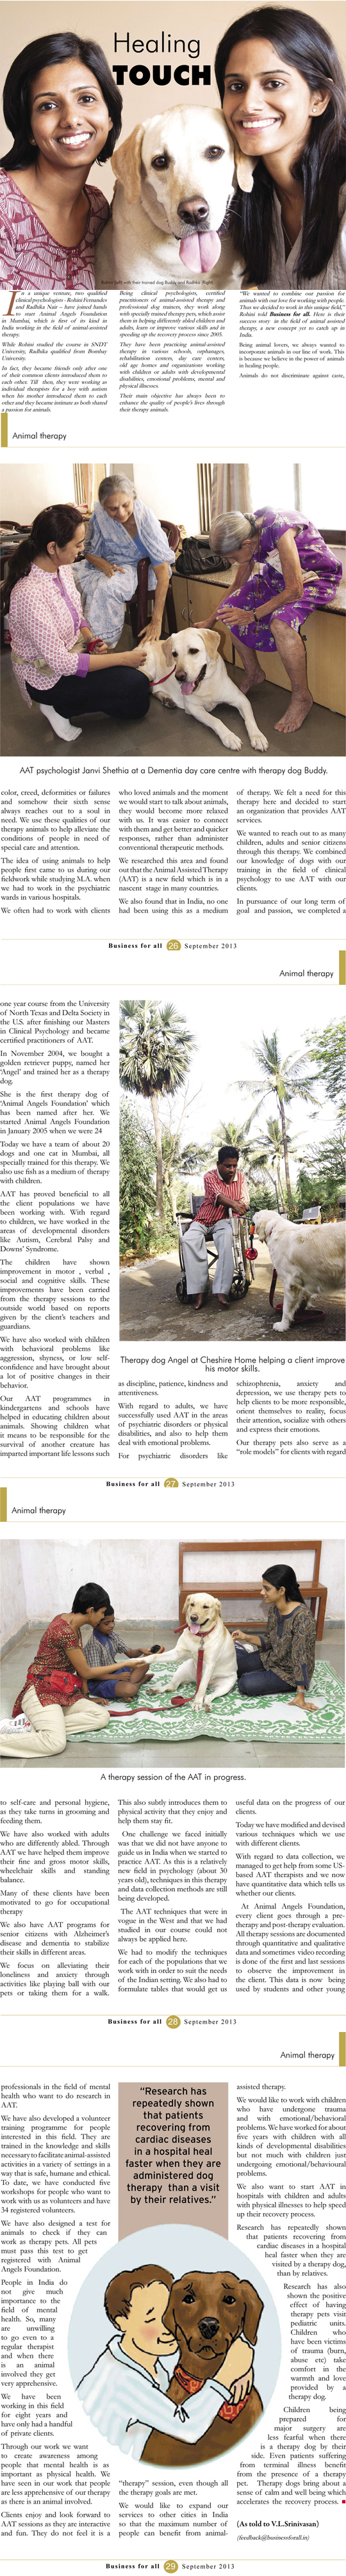 Healing
TOUCH
with their trained dog Buddy and Radhika
In a unique venture, two qualified
clinical psychologists - Rohini Fernandes
and Radhika Nair – have joined hands
to start Animal Angels Foundation
in Mumbai, which is first of its kind in
India working in the field of animal-assisted
therapy.
While Rohini studied the course in SNDT
University, Radhika qualified from Bombay
University.
In fact, they became friends only after one
of their common clients introduced them to
each other. Till then, they were working as
individual therapists for a boy with autism
when his mother introduced them to each
other and they became intimate as both shared
a passion for animals.
Being clinical psychologists, certified
practitioners of animal-assisted therapy and
professional dog trainers, they work along
with specially trained therapy pets, which assist
them in helping differently abled children and
adults, learn or improve various skills and in
speeding up the recovery process since 2005.
They have been practicing animal-assisted
therapy in various schools, orphanages,
rehabilitation centers, day care centers,
old age homes and organisations working
with children or adults with developmental
disabilities, emotional problems, mental and
physical illnesses.
Their main objective has always been to
enhance the quality of people's lives through
their therapy animals.
"We wanted to combine our passion for
animals with our love for working with people.
Thus we decided to work in this unique field,"
Rohini told Business for all. Here is their
success story in the field of animal assisted
therapy, a new concept yet to catch up in
India.
Being animal lovers, we always wanted to
incorporate animals in our line of work. This
is because we believe in the power of animals
in healing people.
Animals do not discriminate against caste,
Animal therapy
AAT psychologist Janvi Shethia at a Dementia day care centre with therapy dog Buddy.
color, creed, deformities or failures
and somehow their sixth sense
always reaches out to a soul in
need. We use these qualities of our
therapy animals to help alleviate the
conditions of people in need of
special care and attention.
The idea of using animals to help
people first came to us during our
fieldwork while studying M.A. when
we had to work in the psychiatric
wards in various hospitals.
We often had to work with clients
who loved animals and the moment
we would start to talk about animals,
they would become more relaxed
with us. It was easier to connect
with them and get better and quicker
responses, rather than administer
conventional therapeutic methods.
We researched this area and found
out that the Animal Assisted Therapy
(AAT) is a new field which is in a
nascent stage in many countries.
We also found that in India, no one
had been using this as a medium
of therapy. We felt a need for this
therapy here and decided to start
an organization that provides AAT
services.
We wanted to reach out to as many
children, adults and senior citizens
through this therapy. We combined
our knowledge of dogs with our
training in the field of clinical
psychology to use AAT with our
clients.
In pursuance of our long term of
goal and passion, we completed a
Business for all 26 September 2013
Animal therapy
one year course from the University
of North Texas and Delta Society in
the U.S. after finishing our Masters
in Clinical Psychology and became
certified practitioners of AAT.
In November 2004, we bought a
golden retriever puppy, named her
'Angel' and trained her as a therapy
dog.
She is the first therapy dog of
'Animal Angels Foundation' which
has been named after her. We
started Animal Angels Foundation
in January 2005 when we were 24
Today we have a team of about 20
dogs and one cat in Mumbai, all
specially trained for this therapy. We
also use fish as a medium of therapy
with children.
AAT has proved beneficial to all
the client populations we have
been working with. With regard
to children, we have worked in the
areas of developmental disorders
like Autism, Cerebral Palsy and
Downs' Syndrome.
The children have shown
improvement in motor , verbal ,
social and cognitive skills. These
improvements have been carried
from the therapy sessions to the
outside world based on reports
given by the client's teachers and
guardians.
We have also worked with children
with behavioral problems like
aggression, shyness, or low self-
confidence and have brought about
a lot of positive changes in their
behavior.
Our AAT programmes in
kindergartens and schools have
helped in educating children about
animals. Showing children what
it means to be responsible for the
survival of another creature has
imparted important life lessons such
Therapy dog Angel at Cheshire Home helping a client improve
his motor skills.
as discipline, patience, kindness and
attentiveness.
With regard to adults, we have
successfully used AAT in the areas
of psychiatric disorders or physical
disabilities, and also to help them
deal with emotional problems.
For psychiatric disorders like
schizophrenia, anxiety and
depression, we use therapy pets to
help clients to be more responsible,
orient themselves to reality, focus
their attention, socialize with others
and express their emotions.
Our therapy pets also serve as a
"role models" for clients with regard
Business for all 27 September 2013
Animal therapy
A therapy session of the AAT in progress.
to self-care and personal hygiene,
as they take turns in grooming and
feeding them.
We have also worked with adults
who are differently abled. Through
AAT we have helped them improve
their fine and gross motor skills,
wheelchair skills and standing
balance.
Many of these clients have been
motivated to go for occupational
therapy
We also have AAT programs for
senior citizens with Alzheimer's
disease and dementia to stabilize
their skills in different areas.
We focus on alleviating their
loneliness and anxiety through
activities like playing ball with our
pets or taking them for a walk.
This also subtly introduces them to
physical activity that they enjoy and
help them stay fit.
One challenge we faced initially
was that we did not have anyone to
guide us in India when we started to
practice AAT. As this is a relatively
new field in psychology (about 30
years old), techniques in this therapy
and data collection methods are still
being developed.
The AAT techniques that were in
vogue in the West and that we had
studied in our course could not
always be applied here.
We had to modify the techniques
for each of the populations that we
work with in order to suit the needs
of the Indian setting. We also had to
formulate tables that would get us
useful data on the progress of our
clients.
Today we have modified and devised
various techniques which we use
with different clients.
With regard to data collection, we
managed to get help from some US-
based AAT therapists and we now
have quantitative data which tells us
whether our clients.
At Animal Angels Foundation,
every client goes through a pre-
therapy and post-therapy evaluation.
All therapy sessions are documented
through quantitative and qualitative
data and sometimes video recording
is done of the first and last sessions
to observe the improvement in
the client. This data is now being
used by students and other young
Business for all 28 September 2013
Animal therapy
professionals in the field of mental
health who want to do research in
AAT.
We have also developed a volunteer
training programme for people
interested in this field. They are
trained in the knowledge and skills
necessary to facilitate animal-assisted
activities in a variety of settings in a
way that is safe, humane and ethical.
To date, we have conducted five
workshops for people who want to
work with us as volunteers and have
34 registered volunteers.
We have also designed a test for
animals to check if they can
work as therapy pets. All pets
must pass this test to get
registered with Animal
Angels Foundation.
People in India do
not give much
importance to the
field of mental
health. So, many
are unwilling
to go even to a
regular therapist
and when there
is an animal
involved they get
very apprehensive.
We have been
working in this field
for eight years and
have only had a handful
of private clients.
Through our work we want
to create awareness among
people that mental health is as
important as physical health. We
have seen in our work that people
are less apprehensive of our therapy
as there is an animal involved.
Clients enjoy and look forward to
AAT sessions as they are interactive
and fun. They do not feel it is a
"Research has
repeatedly shown
that patients
recovering from
cardiac diseases
in a hospital heal
faster when they are
administered dog
therapy than a visit
by their relatives."
"therapy" session, even though all
the therapy goals are met.
We would like to expand our
services to other cities in India
so that the maximum number of
people can benefit from animal-
assisted therapy.
We would like to work with children
who have undergone trauma
and with emotional/behavioral
problems. We have worked for about
five years with children with all
kinds of developmental disabilities
but not much with children just
undergoing emotional/behavioural
problems.
We also want to start AAT in
hospitals with children and adults
with physical illnesses to help speed
up their recovery process.
Research has repeatedly shown
that patients recovering from
cardiac diseases in a hospital
heal faster when they are
visited by a therapy dog,
than by relatives.
Research has also
shown the positive
effect of having
therapy pets visit
pediatric units.
Children who
have been victims
of trauma (burn,
abuse etc) take
comfort in the
warmth and love
provided by a
therapy dog.
Children being
prepared for
major surgery are
less fearful when there
is a therapy dog by their
side. Even patients suffering
from terminal illness benefit
from the presence of a therapy
pet. Therapy dogs bring about a
sense of calm and well being which
accelerates the recovery process.
(As told to V.L.Srinivasan)
(feedback@businessforall.in)
Business for all 29 September 2013